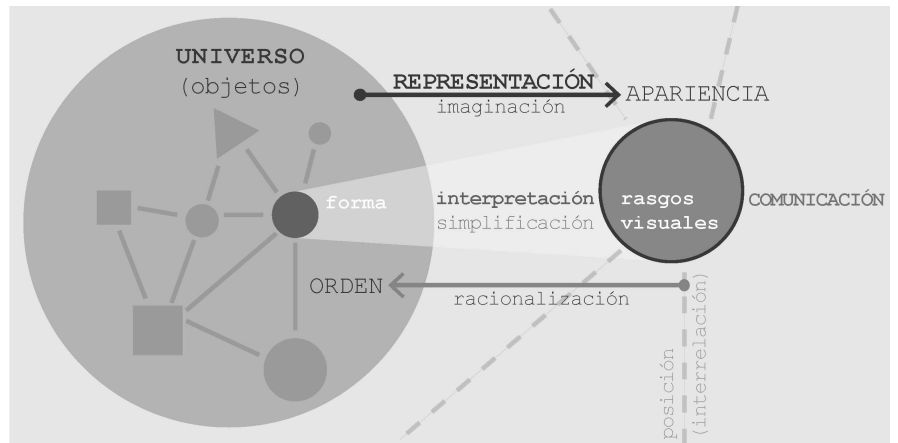 UNIVERSO
(objetos)
REPRESENTACIÓN
imaginación
APARIENCIA
forma
interpretación
simplificación
rasgos
visuales
COMUNICACIÓN
ORDEN
racionalización
posición
(interrelación)